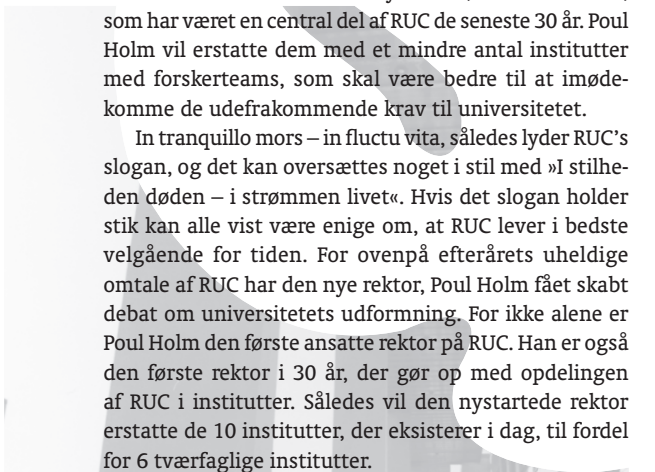 som har været en central del af RUC de seneste 30 år. Poul
Holm vil erstatte dem med et mindre antal institutter
med forskerteams, som skal være bedre til at imøde-
komme de udefrakommende krav til universitetet.
In tranquillo mors – in fluctu vita, således lyder RUC’s
slogan, og det kan oversættes noget i stil med »I stilhe-
den døden – i strømmen livet«. Hvis det slogan holder
stik kan alle vist være enige om, at RUC lever i bedste
velgående for tiden. For ovenpå efterårets uheldige
omtale af RUC har den nye rektor, Poul Holm fået skabt
debat om universitetets udformning. For ikke alene er
Poul Holm den første ansatte rektor på RUC. Han er også
den første rektor i 30 år, der gør op med opdelingen
af RUC i institutter. Således vil den nystartede rektor
erstatte de 10 institutter, der eksisterer i dag, til fordel
for 6 tværfaglige institutter.